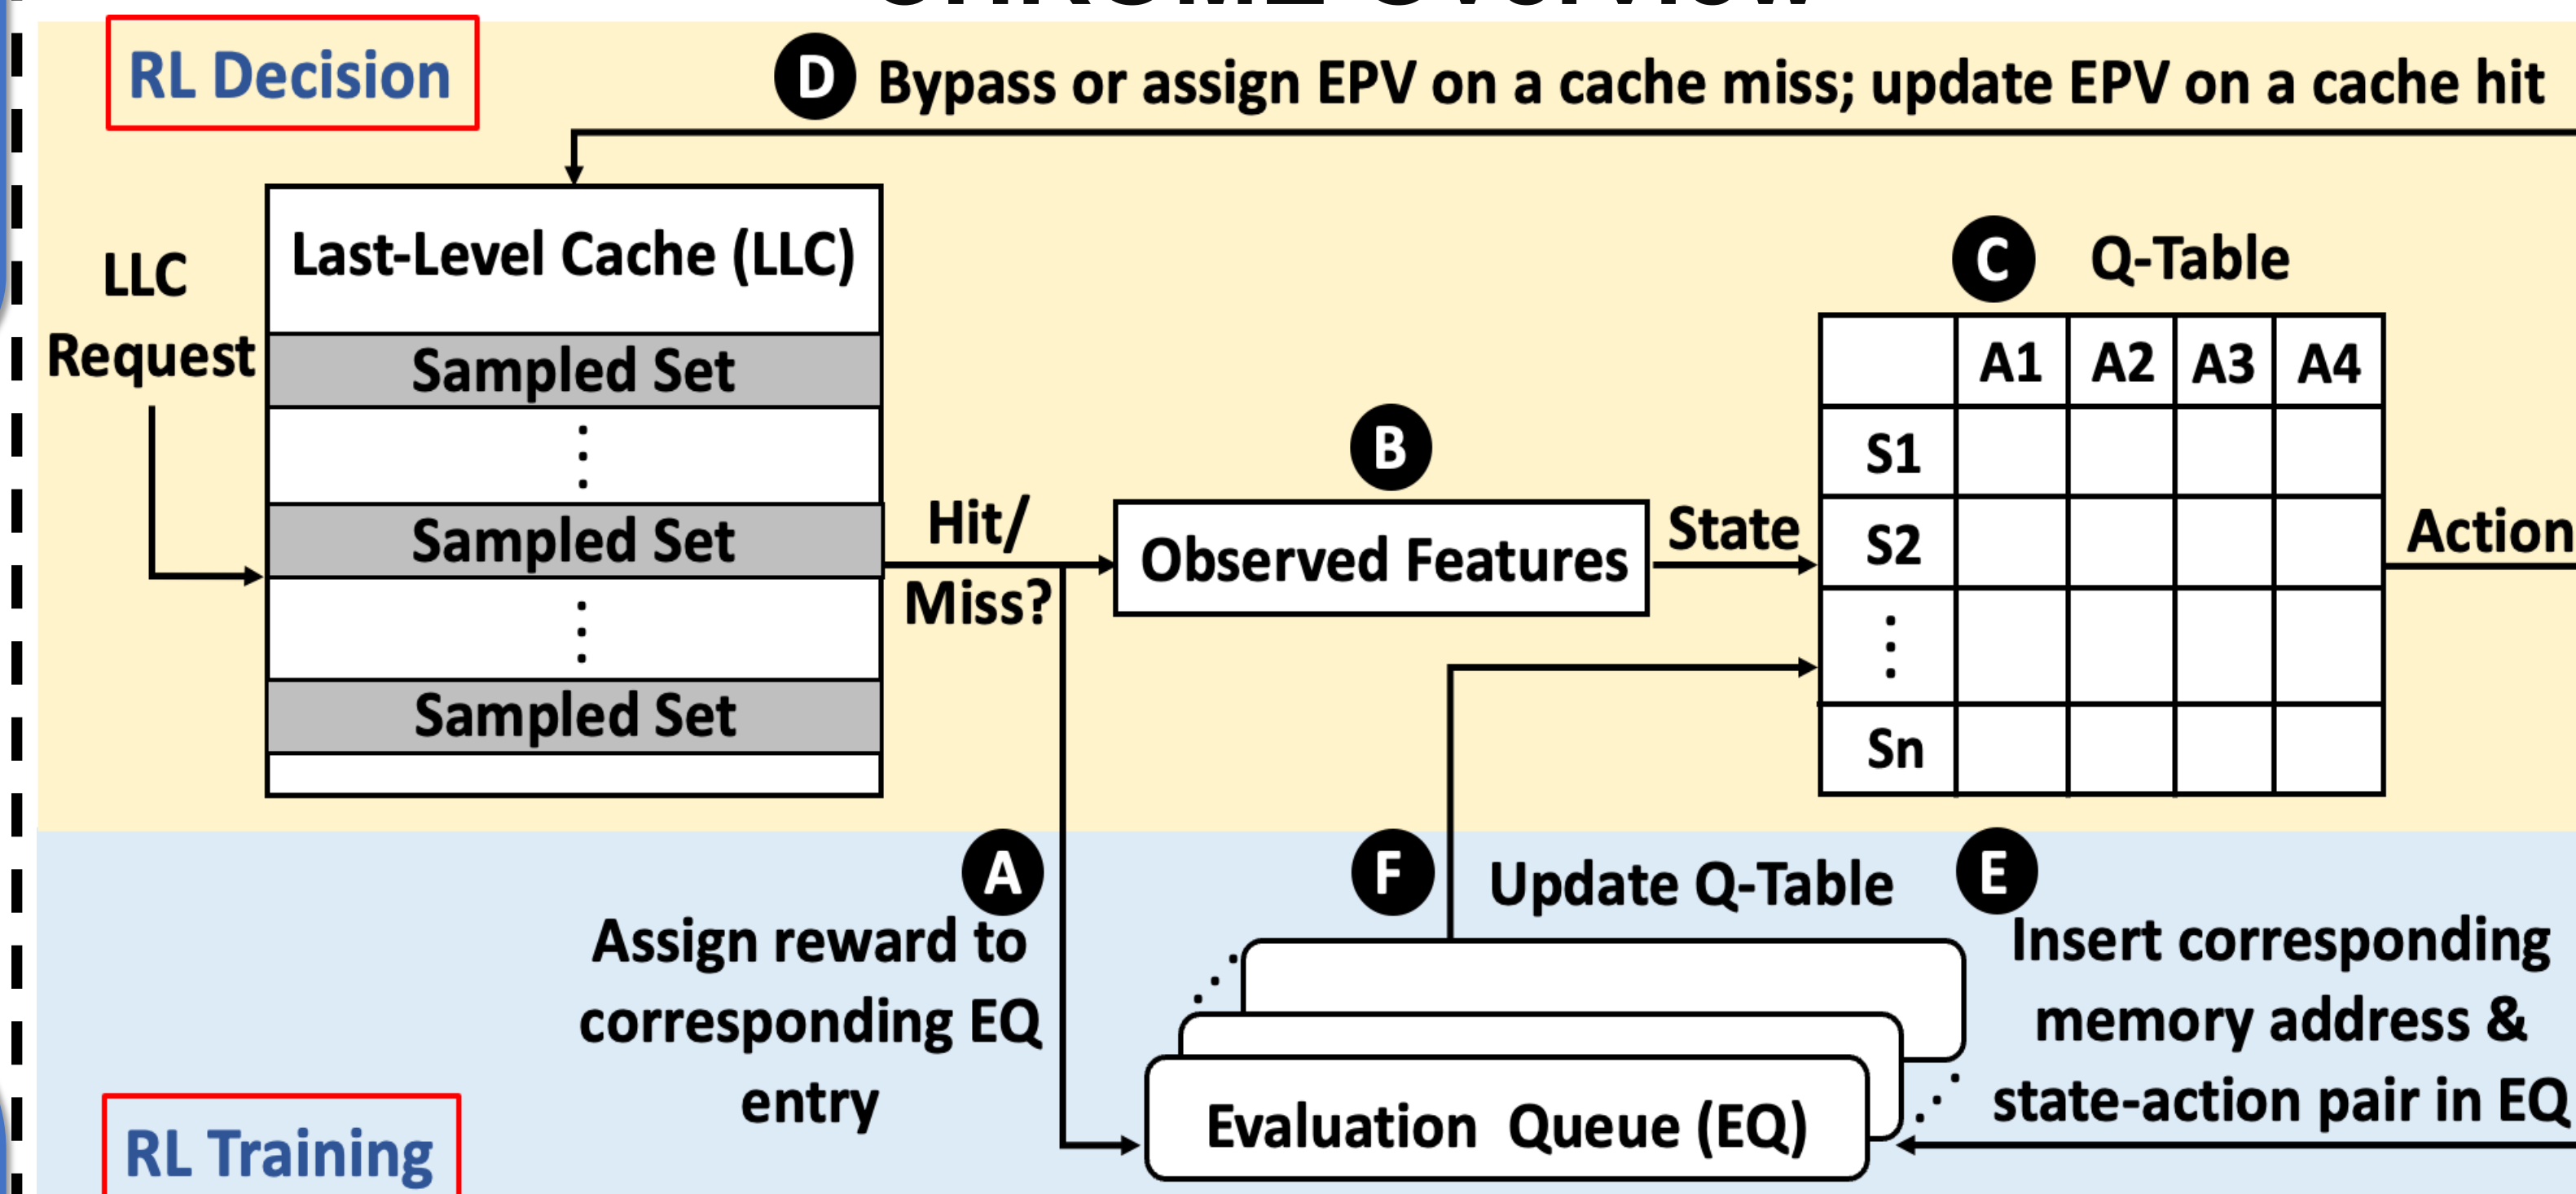 CHROME Overview
RL Decision
D Bypass or assign EPV on a cache miss; update EPV on a cache hit
LLC
Request
Last-Level Cache (LLC)
Sampled Set
Sampled Set
Sampled Set
Hit/
Miss?
B
Observed Features
State
C Q-Table
A1 A2 A3 A4
S1
S2
Sn
Action
A
Assign reward to
corresponding EQ
entry
F Update Q-Table
E
Insert corresponding
memory address &
state-action pair in EQ
Evaluation Queue (EQ)
RL Training